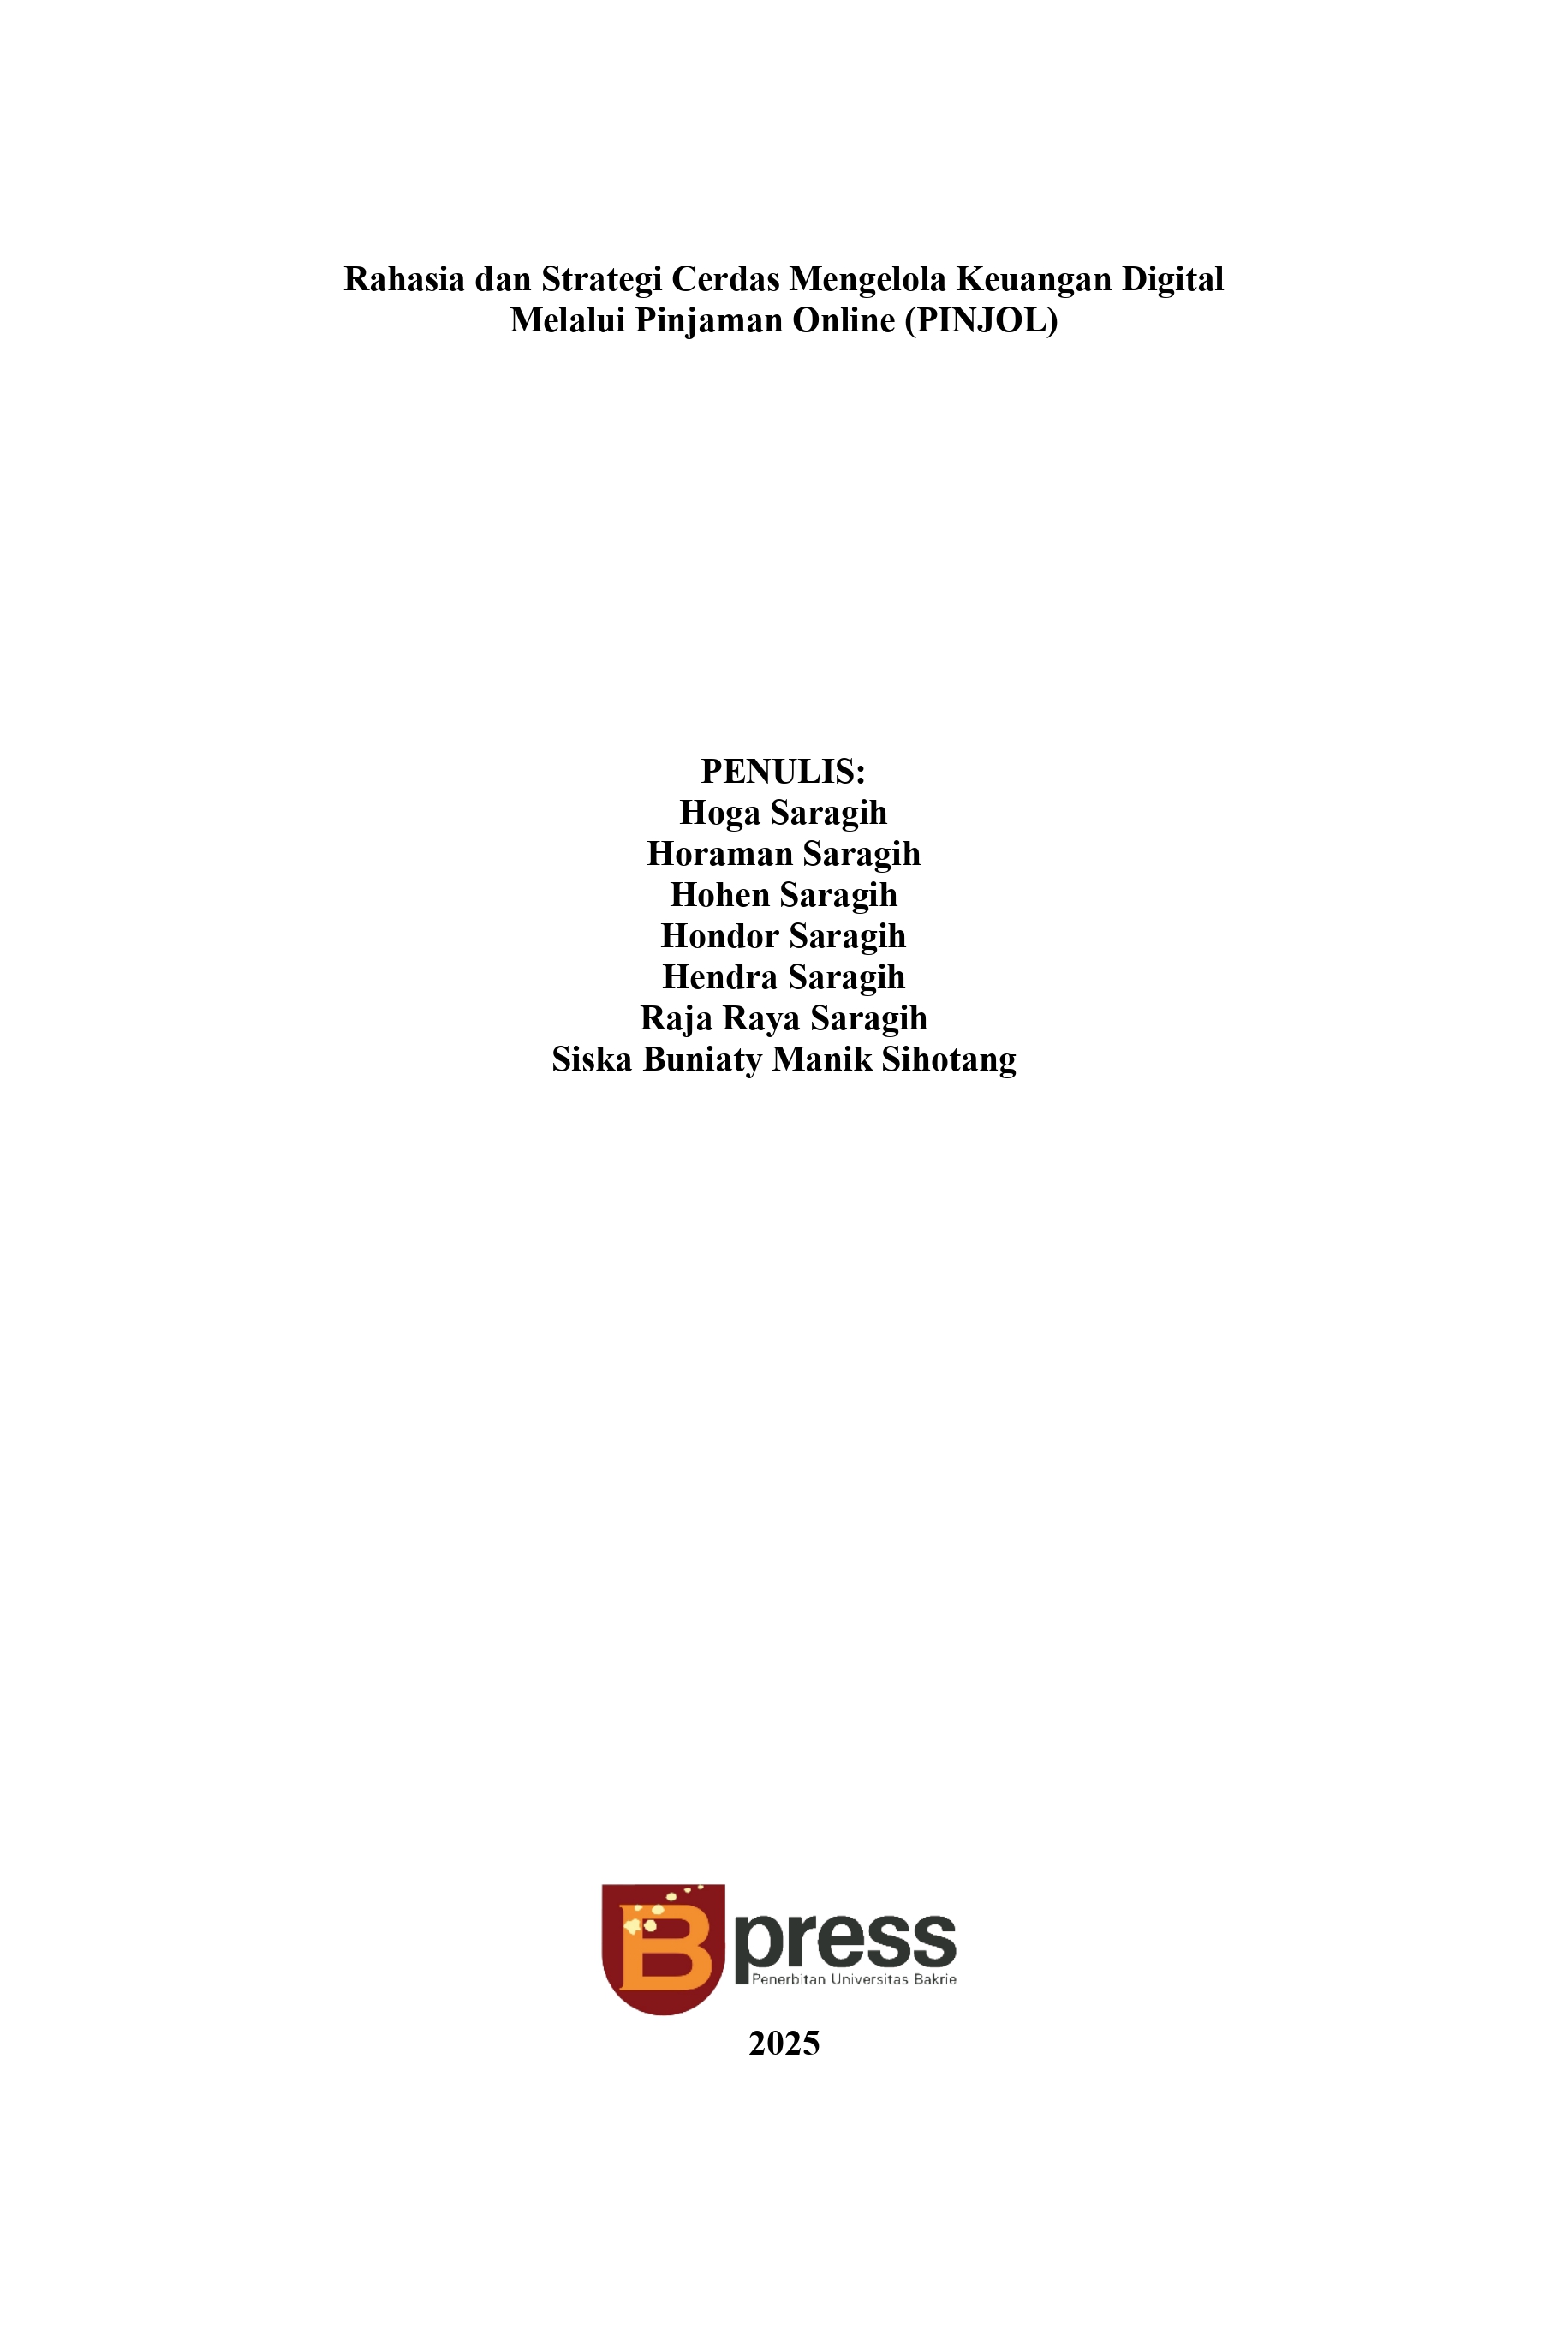 Rahasia dan Strategi Cerdas Mengelola Keuangan Digital
Melalui Pinjaman Online (PINJOL)
PENULIS:
Hoga Saragih
Horaman Saragih
Hohen Saragih
Hondor Saragih
Hendra Saragih
Raja Raya Saragih
Siska Buniaty Manik Sihotang
B press
Penerbitan Universitas Bakrie
2025